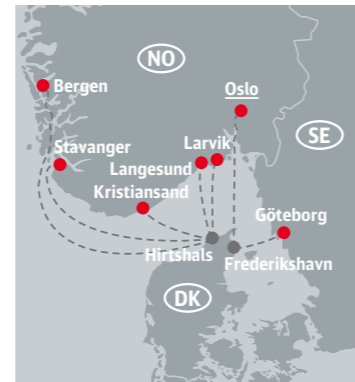 NO
Bergen
Oslo
SE
Stavanger
Larvik
Langesund
Kristiansand
Göteborg
Hirtshals
Frederikshavn
DK